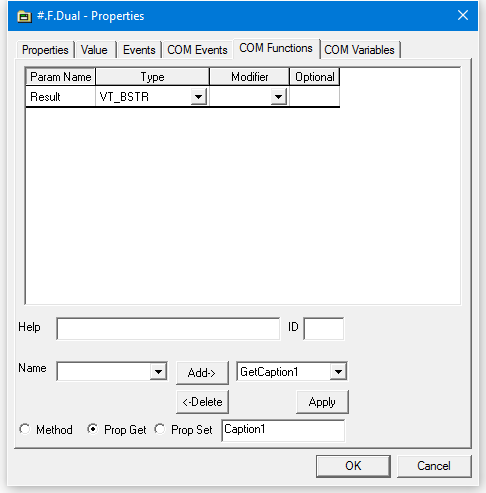 #.F.Dual - Properties
Properties Value Events COM Events COM Functions COM Variables
Param Name Type Modifier Optional
Result VT_BSTR
Help ID
Name Add-> GetCaption1
<-Delete Apply
Method Prop Get Prop Set Caption1
OK Cancel